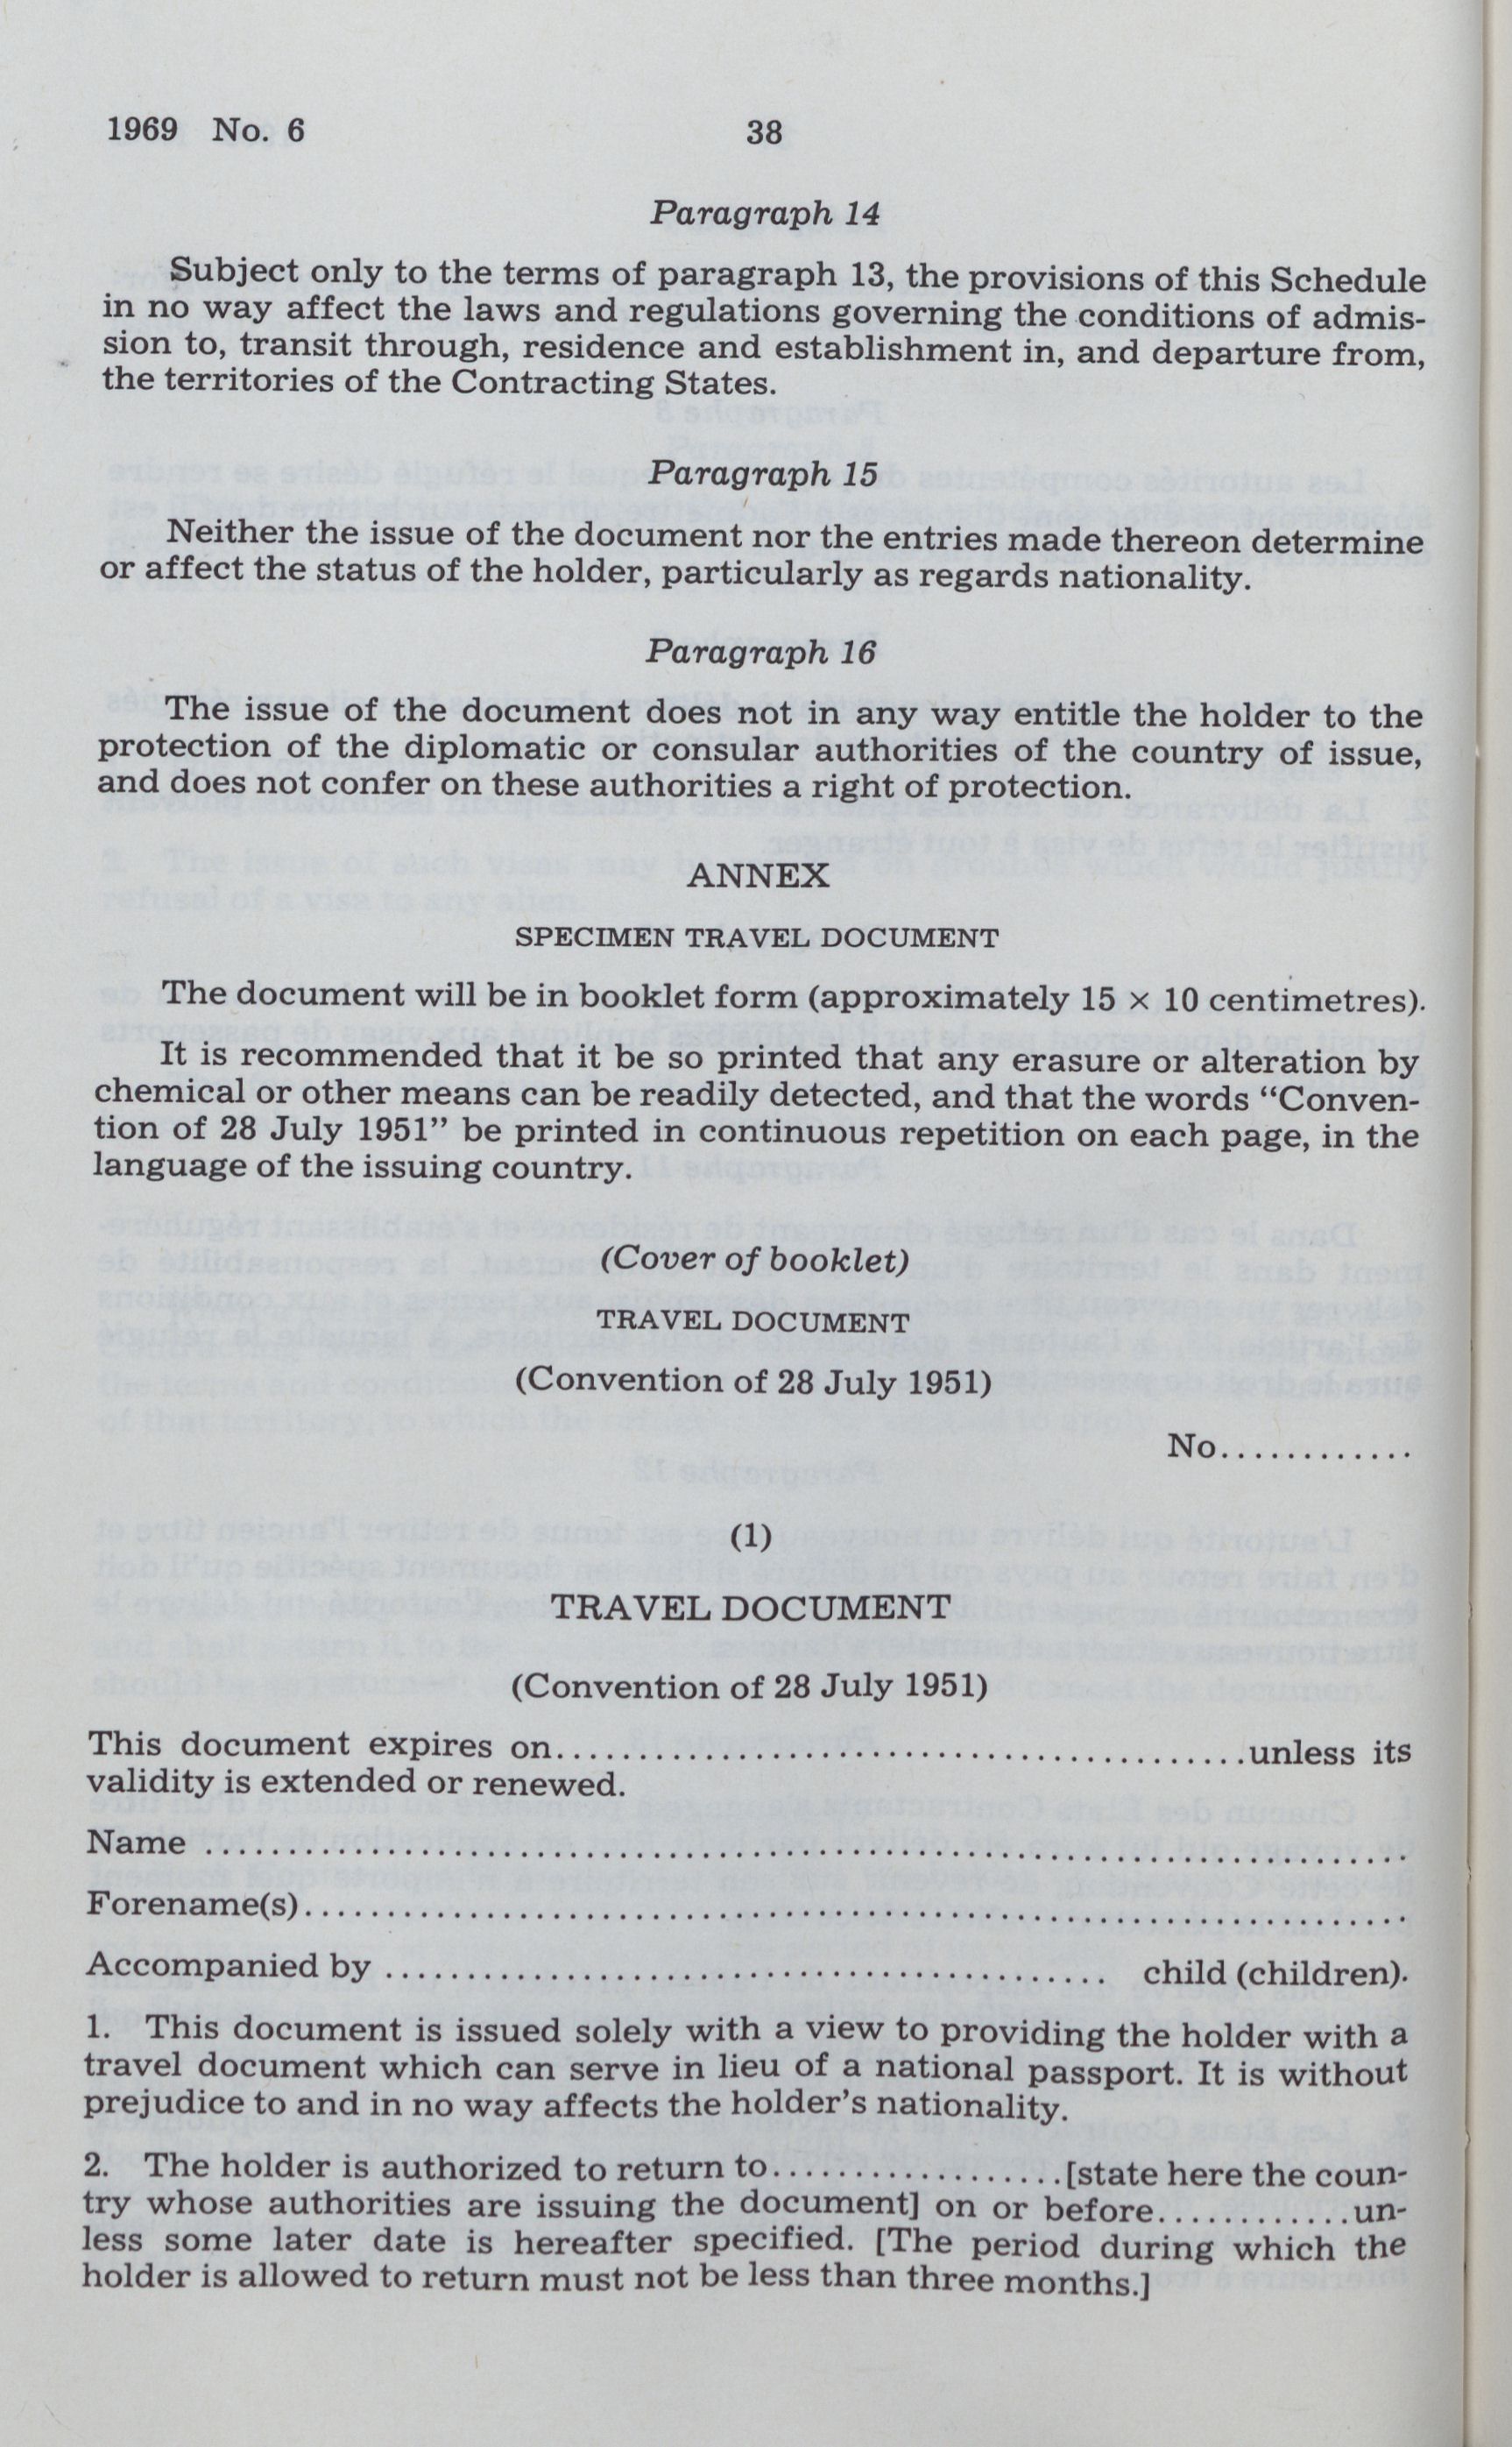 1969 No. 6
38
Paragraph 14
Subject only to the terms of paragraph 13, the provisions of this Schedule
in no way affect the laws and regulations governing the conditions of admis-
sion to, transit through, residence and establishment in, and departure from,
the territories of the Contracting States.
Paragraph 15
Neither the issue of the document nor the entries made thereon determine
or affect the status of the holder, particularly as regards nationality.
Paragraph 16
The issue of the document does not in any way entitle the holder to the
protection of the diplomatic or consular authorities of the country of issue,
and does not confer on these authorities a right of protection.
ANNEX
SPECIMEN TRAVEL DOCUMENT
The document will be in booklet form (approximately 15 × 10 centimetres).
It is recommended that it be so printed that any erasure or alteration by
chemical or other means can be readily detected, and that the words “Conven-
tion of 28 July 1951” be printed in continuous repetition on each page, in the
language of the issuing country.
(Cover of booklet)
TRAVEL DOCUMENT
(Convention of 28 July 1951)
No............
(1)
TRAVEL DOCUMENT
(Convention of 28 July 1951)
This document expires on..........................................unless its
validity is extended or renewed.
Name ..........................................................................
Forename(s)....................................................................
Accompanied by ............................................ child (children).
1. This document is issued solely with a view to providing the holder with a
travel document which can serve in lieu of a national passport. It is without
prejudice to and in no way affects the holder’s nationality.
2. The holder is authorized to return to..................[state here the coun-
try whose authorities are issuing the document] on or before............un-
less some later date is hereafter specified. [The period during which the
holder is allowed to return must not be less than three months.]